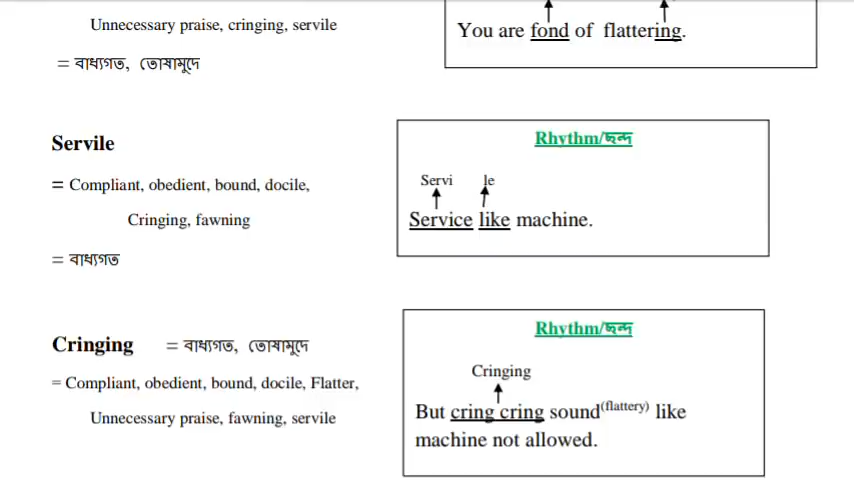 Unnecessary praise, cringing, servile
= বাধ্যগত, তোষামুদে
You are fond of flattering.
Servile
= Compliant, obedient, bound, docile,
Cringing, fawning
= বাধ্যগত
Rhythm/ছন্দ
Servi le
Service like machine.
Cringing = বাধ্যগত, তোষামুদে
= Compliant, obedient, bound, docile, Flatter,
Unnecessary praise, fawning, servile
Rhythm/ছন্দ
Cringing
But cring cring sound(flattery) like
machine not allowed.